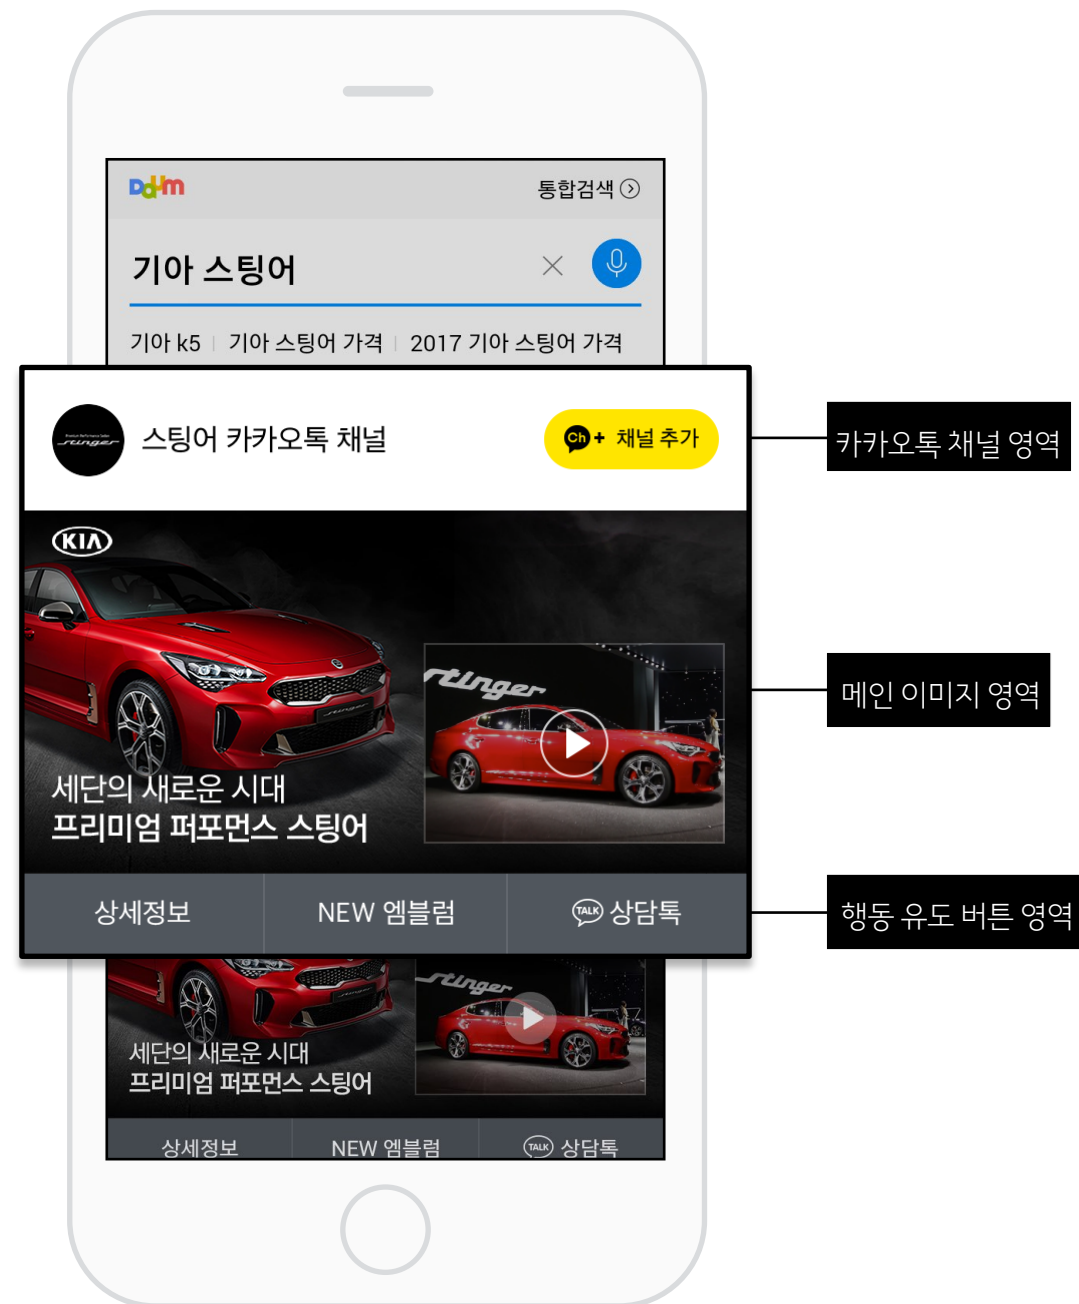 Daum
통합검색
기아 스팅어
기아 k5 기아 스팅어 가격 2017 기아 스팅어 가격
stinger
스팅어 카카오톡 채널
Ch+ 채널 추가
카카오톡 채널 영역
KIA
stinger
stinger
메인 이미지 영역
세단의 새로운 시대
프리미엄 퍼포먼스 스팅어
상세정보 NEW 엠블럼 TALK 상담톡
행동 유도 버튼 영역
stinger
stinger
세단의 새로운 시대
프리미엄 퍼포먼스 스팅어
상세정보 NEW 엠블럼 TALK 상담톡